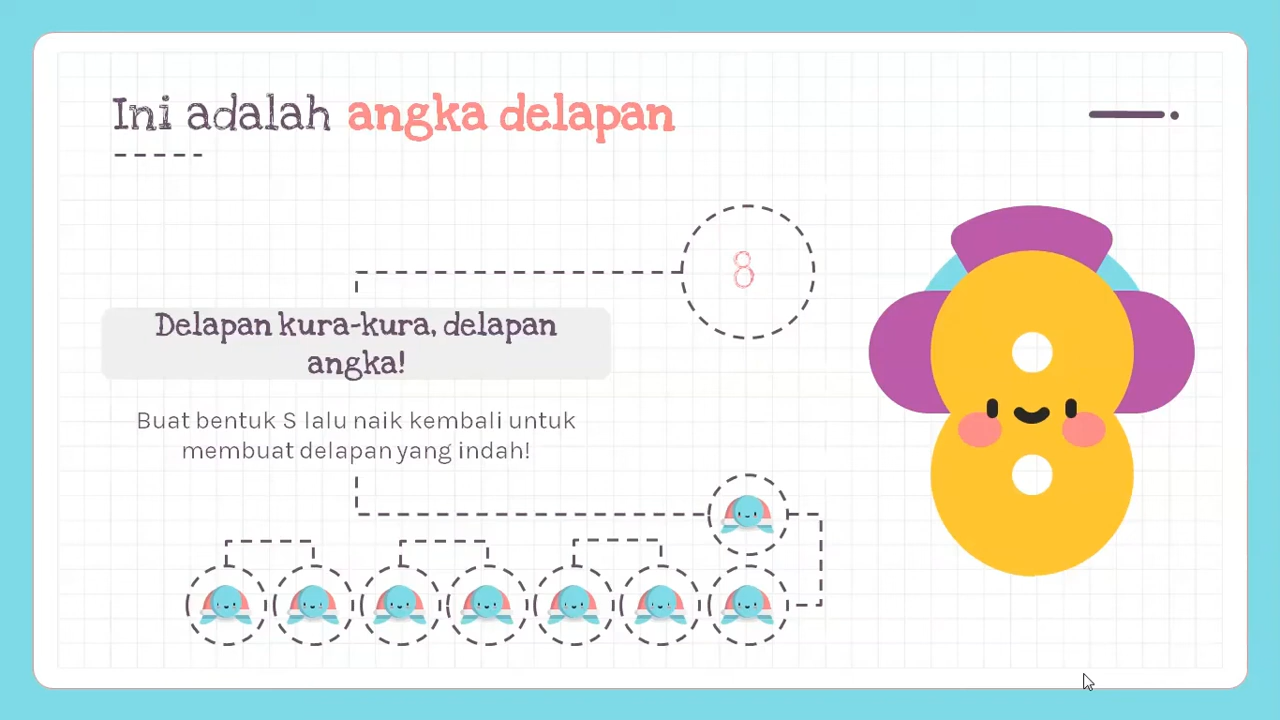 Ini adalah angka delapan
8
Delapan kura-kura, delapan
angka!
Buat bentuk S lalu naik kembali untuk
membuat delapan yang indah!